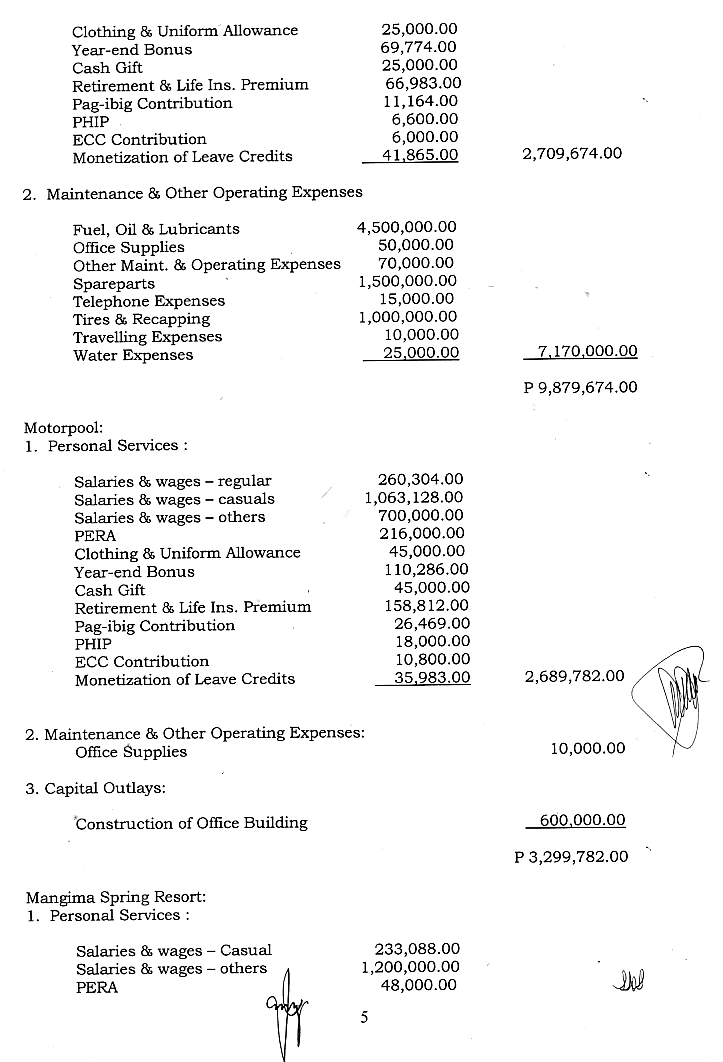 Clothing & Uniform Allowance 25,000.00
Year-end Bonus 69,774.00
Cash Gift 25,000.00
Retirement & Life Ins. Premium 66,983.00
Pag-ibig Contribution 11,164.00
PHIP 6,600.00
ECC Contribution 6,000.00
Monetization of Leave Credits 41,865.00 2,709,674.00
2. Maintenance & Other Operating Expenses
Fuel, Oil & Lubricants 4,500,000.00
Office Supplies 50,000.00
Other Maint. & Operating Expenses 70,000.00
Spareparts 1,500,000.00
Telephone Expenses 15,000.00
Tires & Recapping 1,000,000.00
Travelling Expenses 10,000.00
Water Expenses 25,000.00 7,170,000.00
P 9,879,674.00
Motorpool:
1. Personal Services :
Salaries & wages – regular 260,304.00
Salaries & wages – casuals 1,063,128.00
Salaries & wages – others 700,000.00
PERA 216,000.00
Clothing & Uniform Allowance 45,000.00
Year-end Bonus 110,286.00
Cash Gift 45,000.00
Retirement & Life Ins. Premium 158,812.00
Pag-ibig Contribution 26,469.00
PHIP 18,000.00
ECC Contribution 10,800.00
Monetization of Leave Credits 35,983.00 2,689,782.00
2. Maintenance & Other Operating Expenses:
Office Supplies 10,000.00
3. Capital Outlays:
Construction of Office Building 600,000.00
P 3,299,782.00
Mangima Spring Resort:
1. Personal Services :
Salaries & wages – Casual 233,088.00
Salaries & wages – others 1,200,000.00
PERA 48,000.00
5